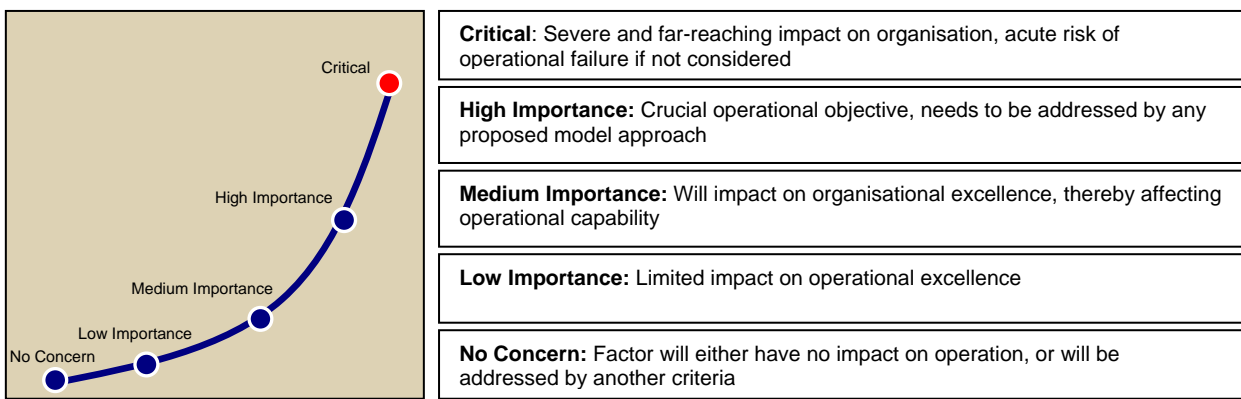 Critical
High Importance
Medium Importance
Low Importance
No Concern
Critical: Severe and far-reaching impact on organisation, acute risk of
operational failure if not considered
High Importance: Crucial operational objective, needs to be addressed by any
proposed model approach
Medium Importance: Will impact on organisational excellence, thereby affecting
operational capability
Low Importance: Limited impact on operational excellence
No Concern: Factor will either have no impact on operation, or will be
addressed by another criteria